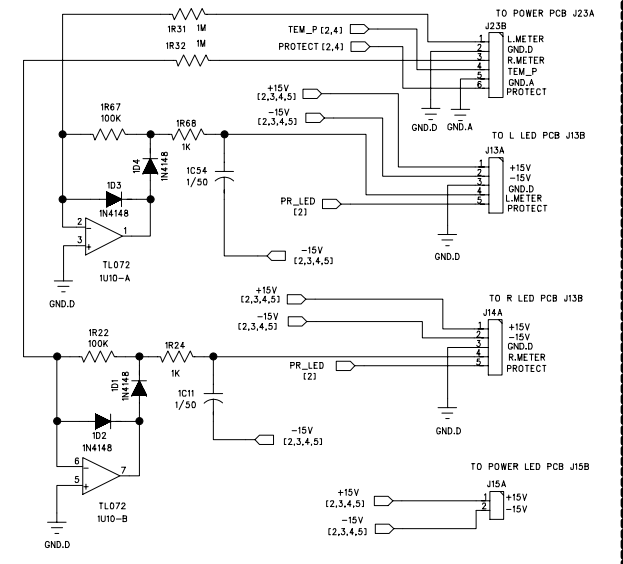 TO POWER PCB J23A
J23B
1R31 1M
1R32 1M
TEM_P [2,4]
PROTECT [2,4]
1 L.METER
2 GND.D
3 R.METER
4 TEM_P
5 GND.A
6 PROTECT
GND.D GND.A
+15V
[2,3,4,5]
-15V
[2,3,4,5]
TO L LED PCB J13B
J13A
1 +15V
2 -15V
3 GND.D
4 L.METER
5 PROTECT
PR_LED
[2]
GND.D
1R67
100K
1R68
1K
1D4
1N4148
1D3
1N4148
1C54
1/50
-15V
[2,3,4,5]
2 -
3 +
1
TL072
1U10-A
GND.D
+15V
[2,3,4,5]
-15V
[2,3,4,5]
TO R LED PCB J13B
J14A
1 +15V
2 -15V
3 GND.D
4 R.METER
5 PROTECT
PR_LED
[2]
GND.D
1R22
100K
1R24
1K
1D1
1N4148
1D2
1N4148
1C11
1/50
-15V
[2,3,4,5]
6 -
5 +
7
TL072
1U10-B
GND.D
TO POWER LED PCB J15B
J15A
+15V
[2,3,4,5]
-15V
[2,3,4,5]
1 +15V
2 -15V